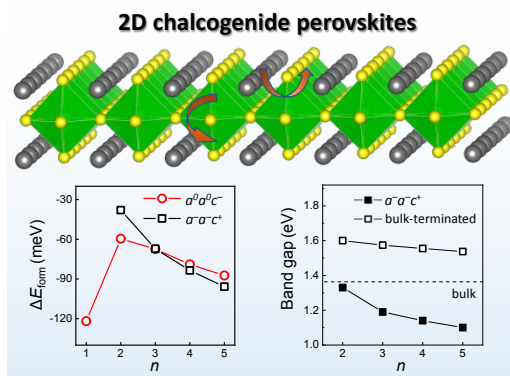 2D chalcogenide perovskites
-30
-60
-90
-120
ΔE_form (meV)
a⁰a⁰c⁻
a⁻a⁻c⁺
1 2 3 4 5
n
1.8
1.6
1.4
1.2
1.0
Band gap (eV)
a⁻a⁻c⁺
bulk-terminated
bulk
2 3 4 5
n